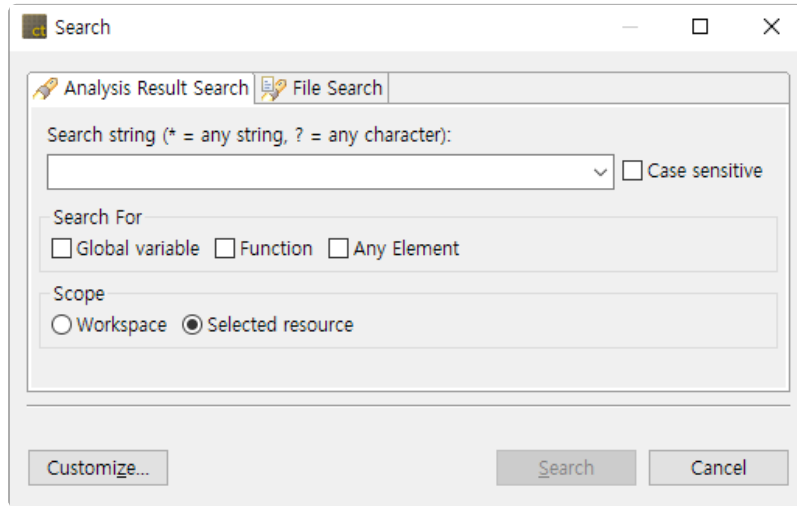 ct Search
Analysis Result Search File Search
Search string (* = any string, ? = any character):
Case sensitive
Search For
Global variable Function Any Element
Scope
Workspace Selected resource
Customize... Search Cancel